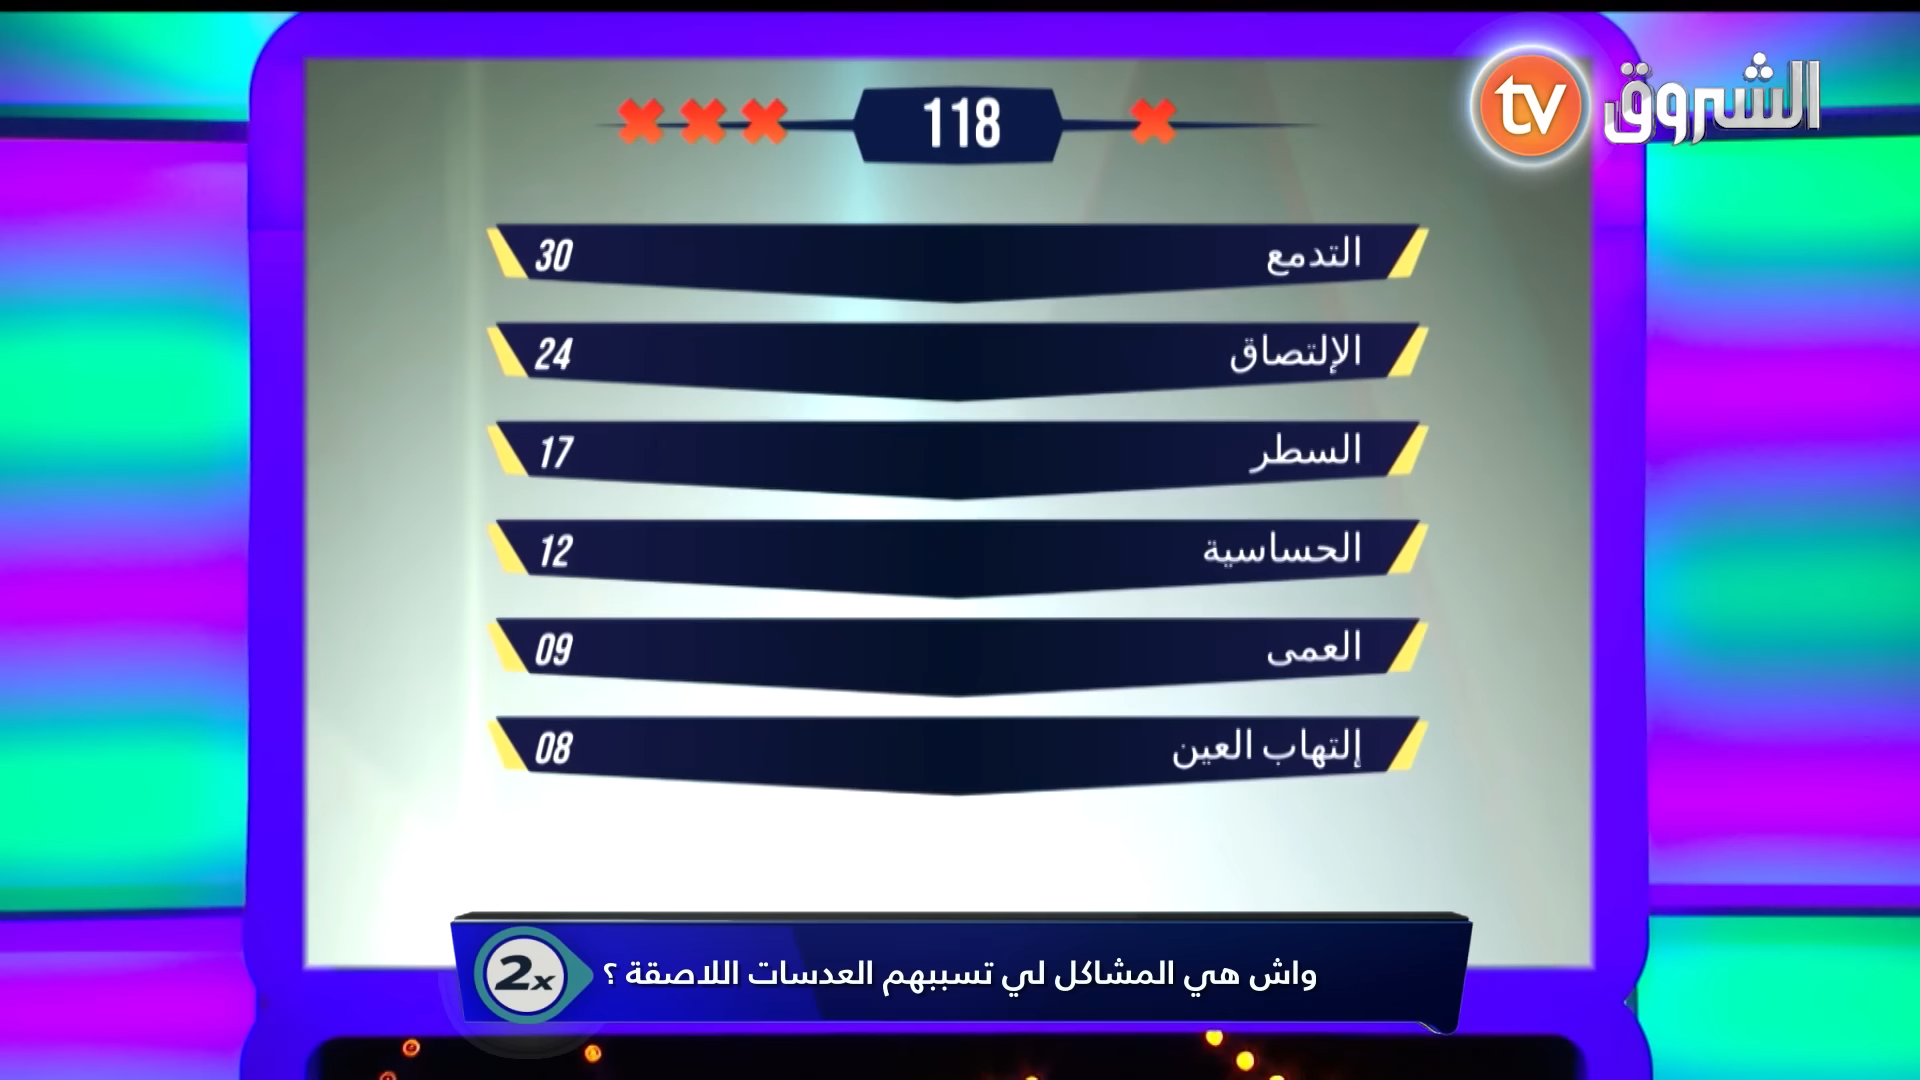 118
tv الشروق
التدمع 30
الإلتصاق 24
السطر 17
الحساسية 12
العمى 09
إلتهاب العين 08
واش هي المشاكل لي تسببهم العدسات اللاصقة ؟ 2x